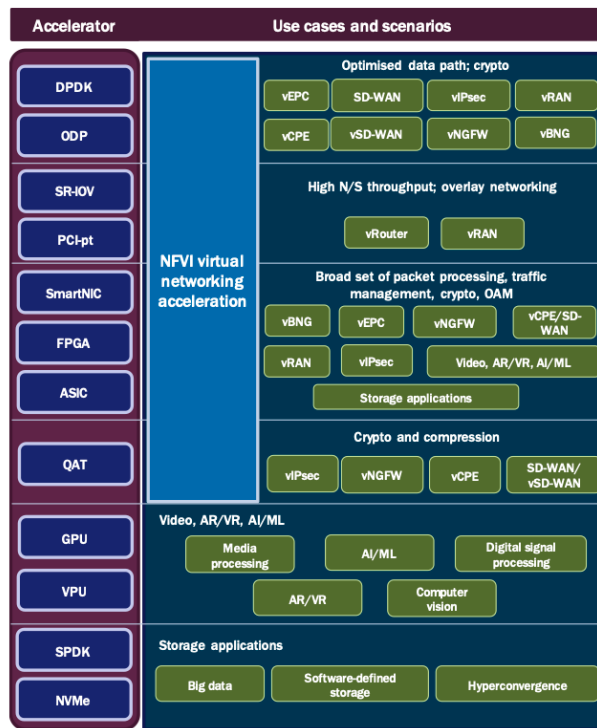 Accelerator
Use cases and scenarios
DPDK
ODP
SR-IOV
PCI-pt
SmartNIC
FPGA
ASIC
QAT
GPU
VPU
SPDK
NVMe
NFVI virtual
networking
acceleration
Optimised data path; crypto
vEPC
SD-WAN
vIPsec
vRAN
vCPE
vSD-WAN
vNGFW
vBNG
High N/S throughput; overlay networking
vRouter
vRAN
Broad set of packet processing, traffic
management, crypto, OAM
vBNG
vEPC
vNGFW
vCPE/SD-
WAN
vRAN
vIPsec
Video, AR/VR, AI/ML
Storage applications
Crypto and compression
vIPsec
vNGFW
vCPE
SD-WAN/
vSD-WAN
Video, AR/VR, AI/ML
Media
processing
AI/ML
Digital signal
processing
AR/VR
Computer
vision
Storage applications
Big data
Software-defined
storage
Hyperconvergence